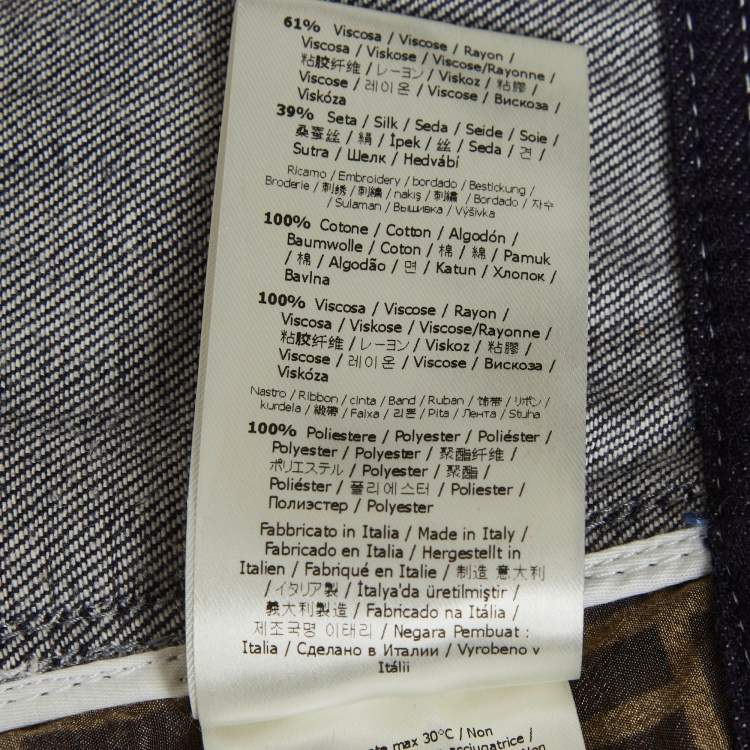 61% Viscosa / Viscose / Rayon /
Viscosa / Viskose / Viscose/Rayonne /
粘胶纤维 / レーヨン / Viskoz / 粘膠 /
Viscose / 레이온 / Viscose / Вискоза /
Viskóza
39% Seta / Silk / Seda / Seide / Soie /
桑蚕丝 / 絹 / İpek / 丝 / Seda / 견 /
Sutra / Шелк / Hedvábí
Ricamo / Embroidery / bordado / Bestickung /
Broderie / 刺绣 / 刺繍 / nakış / 刺繡 / Bordado / 자수
/ Sulaman / Вышивка / Výšivka
100% Cotone / Cotton / Algodón /
Baumwolle / Coton / 棉 / 綿 / Pamuk
/ 棉 / Algodão / 면 / Katun / Хлопок /
Bavlna
100% Viscosa / Viscose / Rayon /
Viscosa / Viskose / Viscose/Rayonne /
粘胶纤维 / レーヨン / Viskoz / 粘膠 /
Viscose / 레이온 / Viscose / Вискоза /
Viskóza
Nastro / Ribbon / cinta / Band / Ruban / 饰带 / リボン /
kurdela / 緞帶 / Faixa / 리본 / Pita / Лента / Stuha
100% Poliestere / Polyester / Poliéster /
Polyester / Polyester / 聚酯纤维 /
ポリエステル / Polyester / 聚酯 /
Poliéster / 폴리에스터 / Poliester /
Полиэстер / Polyester
Fabbricato in Italia / Made in Italy /
Fabricado en Italia / Hergestellt in
Italien / Fabriqué en Italie / 制造 意大利
/ イタリア製 / İtalya'da üretilmiştir /
義大利製造 / Fabricado na Itália /
제조국명 이태리 / Negara Pembuat :
Italia / Сделано в Италии / Vyrobeno v
Itálii
max 30°C / Non